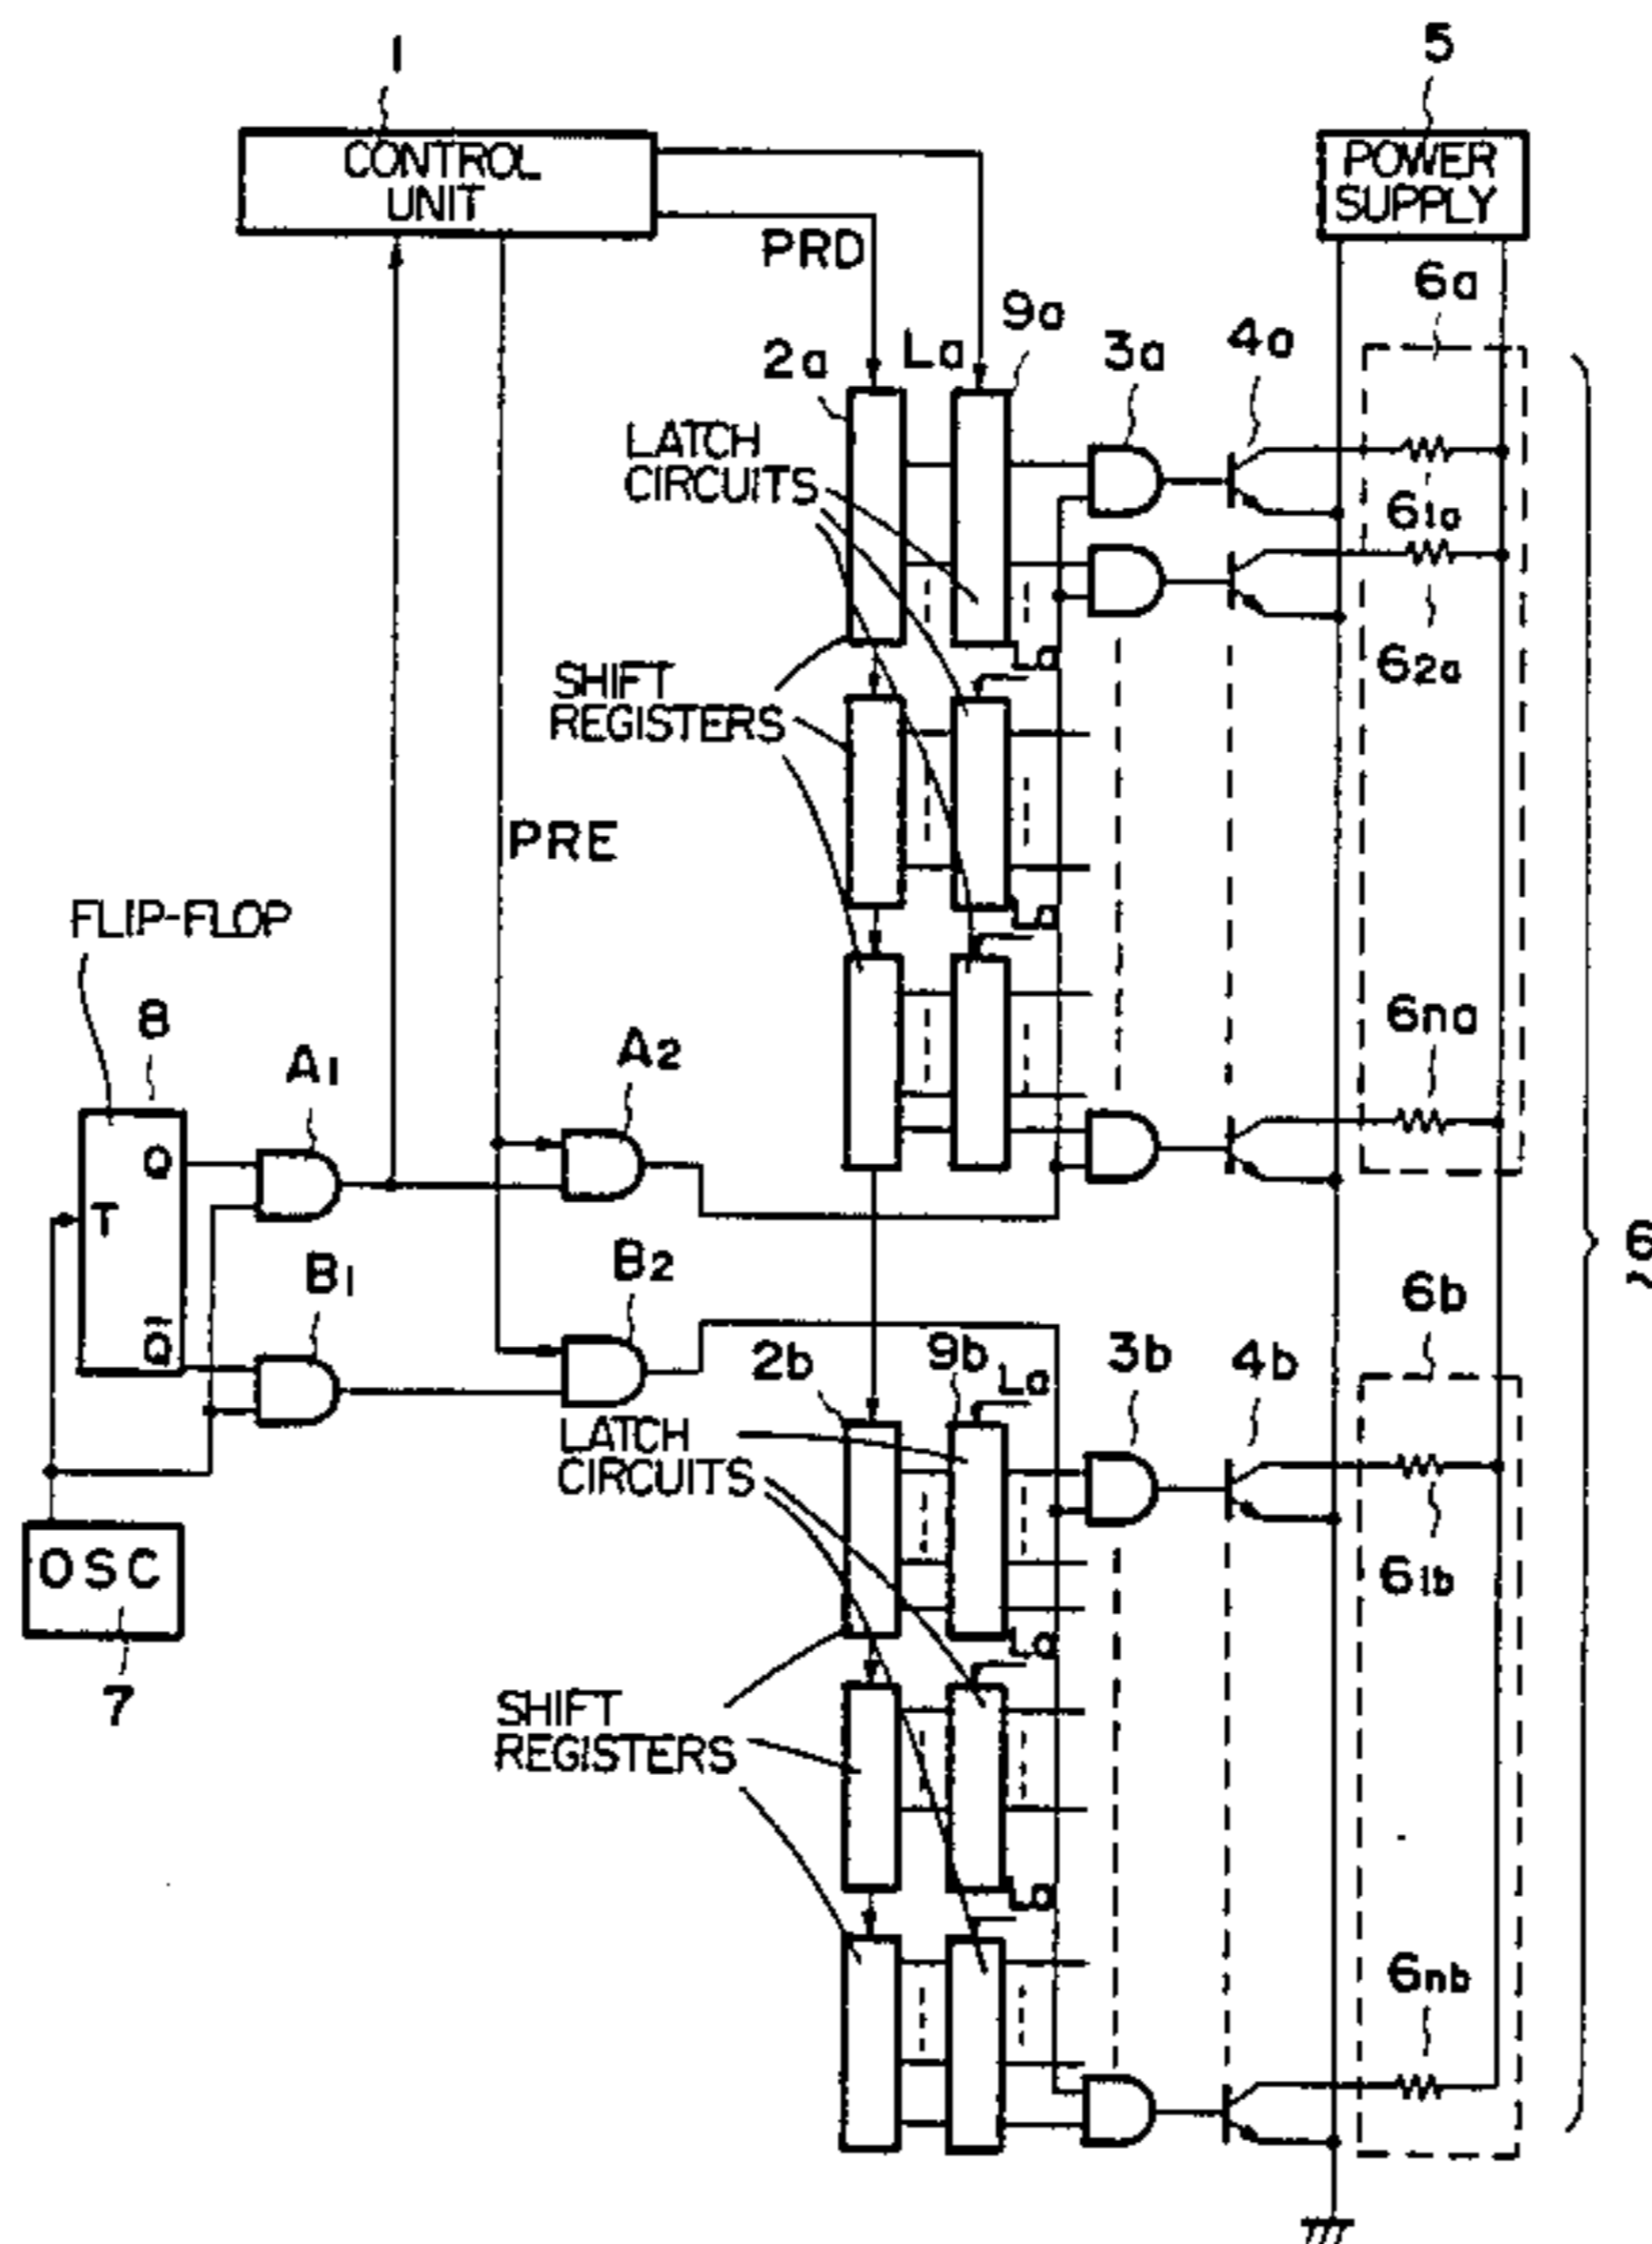 1
5
CONTROL
UNIT
POWER
SUPPLY
PRD
6a
9a
2a
La
3a
4a
LATCH
CIRCUITS
61a
La
62a
SHIFT
REGISTERS
PRE
FLIP-FLOP
La
8
A1
A2
6na
Q
T
B1
B2
6
Q̅
2b
9b
La
3b
4b
6b
LATCH
CIRCUITS
OSC
61b
La
7
SHIFT
REGISTERS
La
6nb